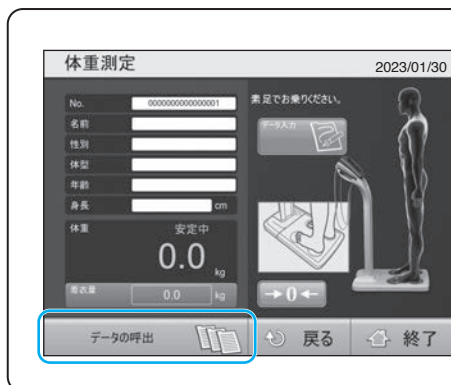 体重測定
2023/01/30
No. 0000000000000001
名前
性別
体型
年齢
身長 cm
体重 安定中
0.0 kg
着衣量 0.0 kg
素足でお乗りください。
データ入力
→0←
データの呼出
戻る
終了